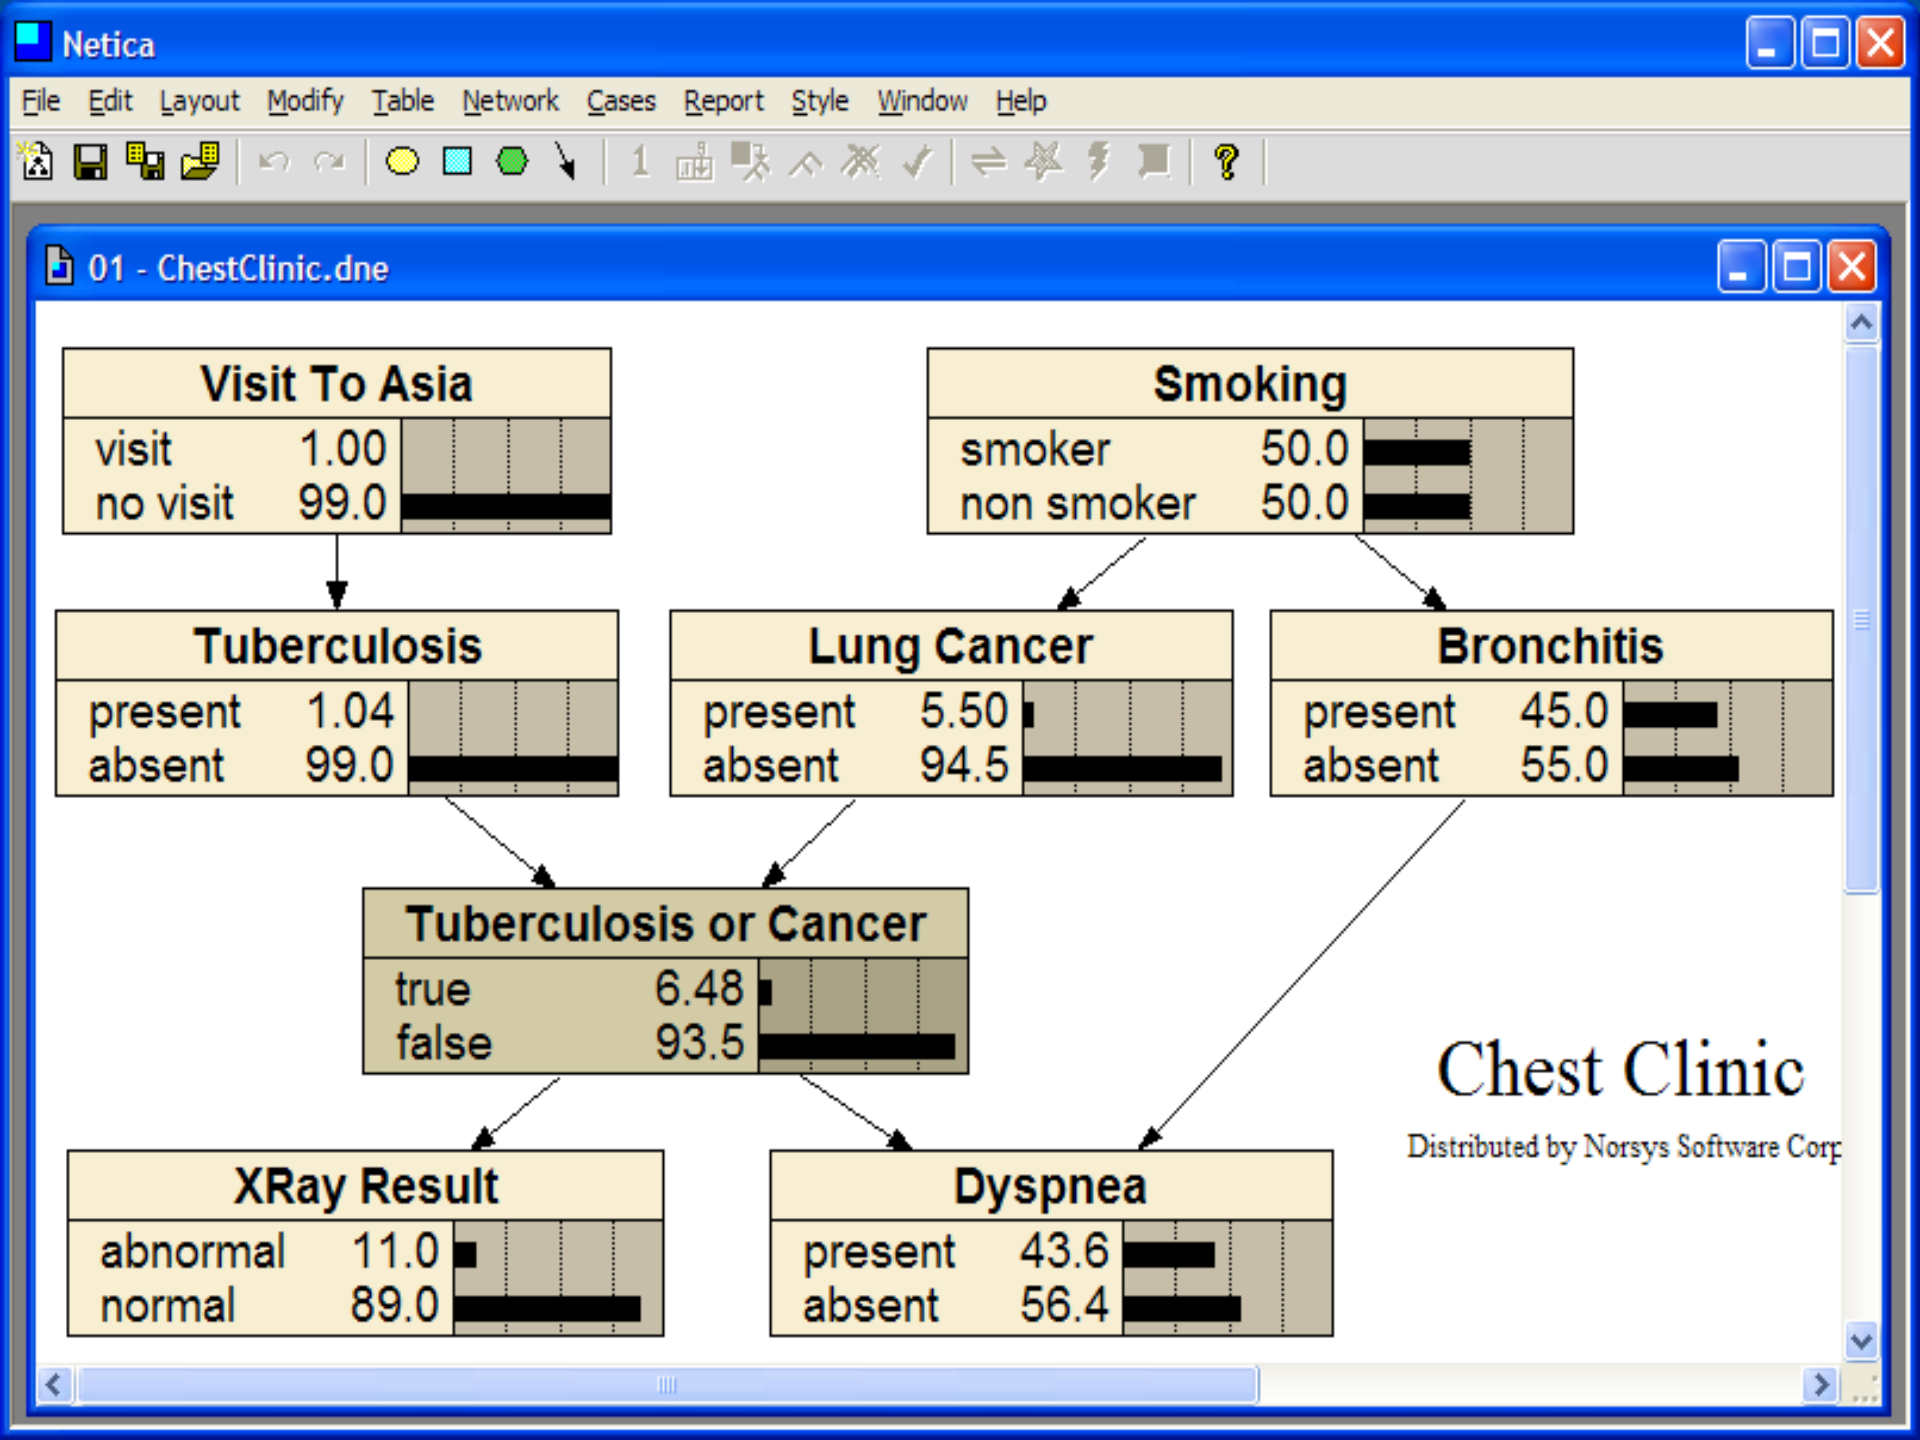 Netica
File Edit Layout Modify Table Network Cases Report Style Window Help
1 ?
01 - ChestClinic.dne
Visit To Asia
visit 1.00
no visit 99.0
Smoking
smoker 50.0
non smoker 50.0
Tuberculosis
present 1.04
absent 99.0
Lung Cancer
present 5.50
absent 94.5
Bronchitis
present 45.0
absent 55.0
Tuberculosis or Cancer
true 6.48
false 93.5
Chest Clinic
Distributed by Norsys Software Corp
XRay Result
abnormal 11.0
normal 89.0
Dyspnea
present 43.6
absent 56.4